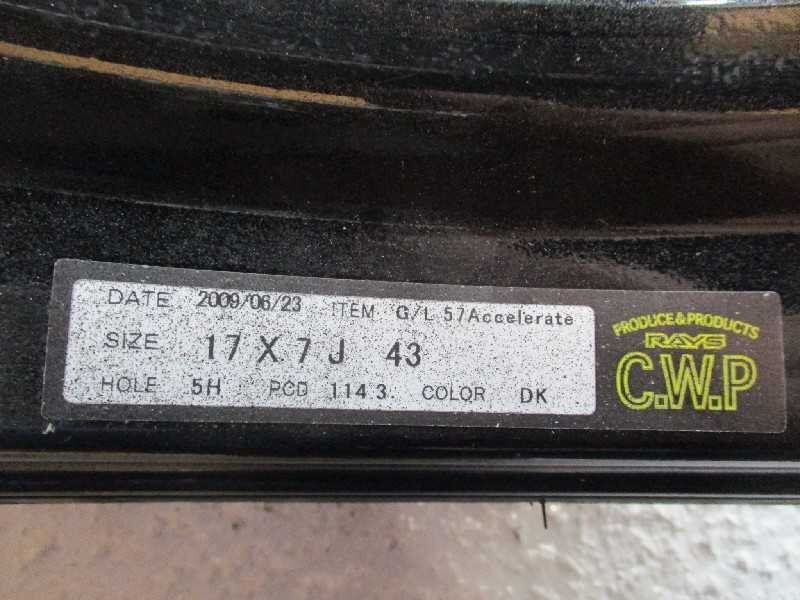 DATE 2009/06/23 ITEM G/L 57Accelerate
SIZE 17 X 7 J 43
HOLE 5H PCD 114 3. COLOR DK
PRODUCE & PRODUCTS
RAYS
C.W.P